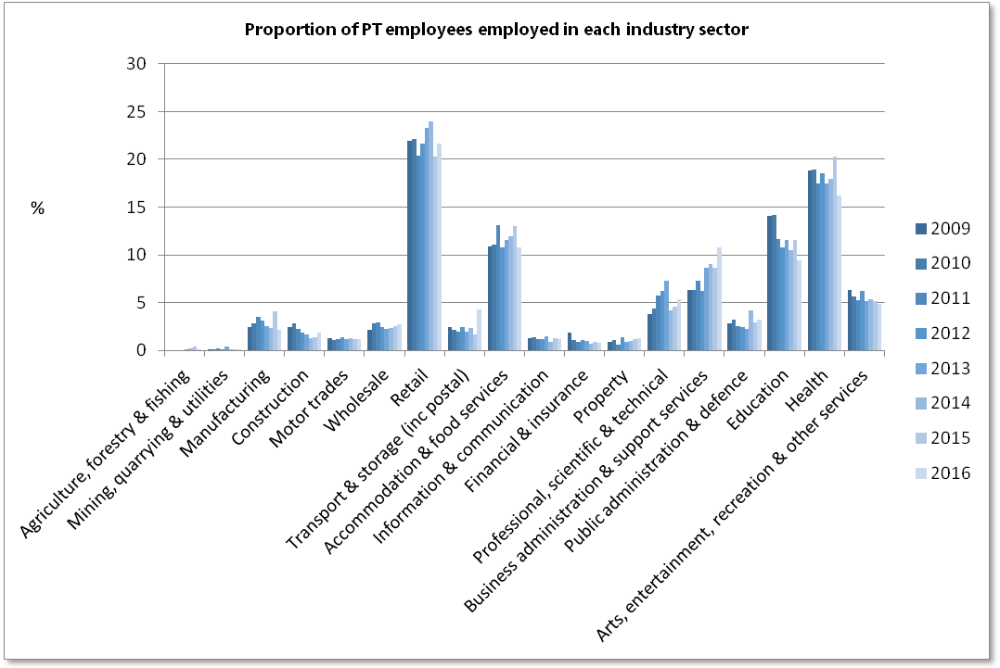 Proportion of PT employees employed in each industry sector
30
25
20
15
10
5
0
%
Agriculture, forestry & fishing
Mining, quarrying & utilities
Manufacturing
Construction
Motor trades
Wholesale
Retail
Transport & storage (inc postal)
Accommodation & food services
Information & communication
Financial & insurance
Property
Professional, scientific & technical
Business administration & support services
Public administration & defence
Education
Health
Arts, entertainment, recreation & other services
2009
2010
2011
2012
2013
2014
2015
2016